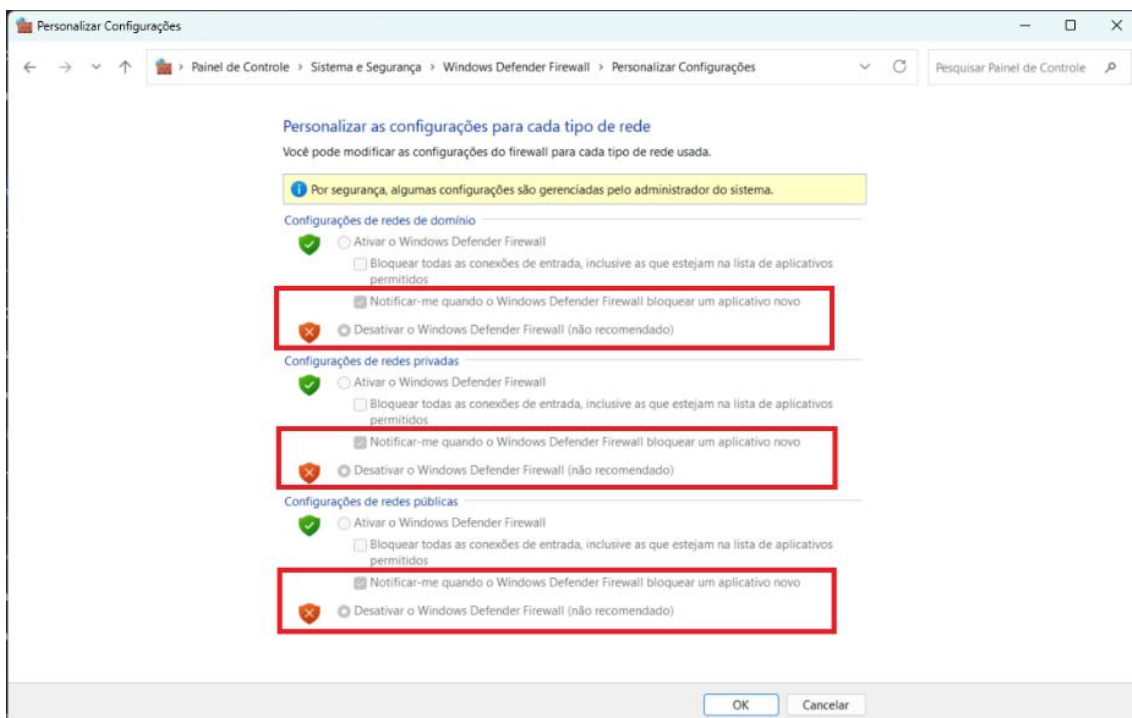 Personalizar Configurações
Painel de Controle > Sistema e Segurança > Windows Defender Firewall > Personalizar Configurações
Pesquisar Painel de Controle
Personalizar as configurações para cada tipo de rede
Você pode modificar as configurações do firewall para cada tipo de rede usada.
Por segurança, algumas configurações são gerenciadas pelo administrador do sistema.
Configurações de redes de domínio
Ativar o Windows Defender Firewall
Bloquear todas as conexões de entrada, inclusive as que estejam na lista de aplicativos
permitidos
Notificar-me quando o Windows Defender Firewall bloquear um aplicativo novo
Desativar o Windows Defender Firewall (não recomendado)
Configurações de redes privadas
Ativar o Windows Defender Firewall
Bloquear todas as conexões de entrada, inclusive as que estejam na lista de aplicativos
permitidos
Notificar-me quando o Windows Defender Firewall bloquear um aplicativo novo
Desativar o Windows Defender Firewall (não recomendado)
Configurações de redes públicas
Ativar o Windows Defender Firewall
Bloquear todas as conexões de entrada, inclusive as que estejam na lista de aplicativos
permitidos
Notificar-me quando o Windows Defender Firewall bloquear um aplicativo novo
Desativar o Windows Defender Firewall (não recomendado)
OK
Cancelar